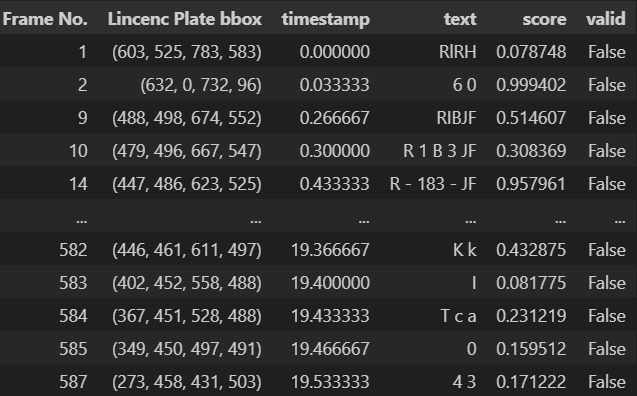 Frame No. Lincenc Plate bbox timestamp text score valid
1 (603, 525, 783, 583) 0.000000 RlRH 0.078748 False
2 (632, 0, 732, 96) 0.033333 6 0 0.999402 False
9 (488, 498, 674, 552) 0.266667 RIBJF 0.514607 False
10 (479, 496, 667, 547) 0.300000 R 1 B 3 JF 0.308369 False
14 (447, 486, 623, 525) 0.433333 R - 183 - JF 0.957961 False
... ... ... ... ... ...
582 (446, 461, 611, 497) 19.366667 K k 0.432875 False
583 (402, 452, 558, 488) 19.400000 I 0.081775 False
584 (367, 451, 528, 488) 19.433333 T c a 0.231219 False
585 (349, 450, 497, 491) 19.466667 0 0.159512 False
587 (273, 458, 431, 503) 19.533333 4 3 0.171222 False